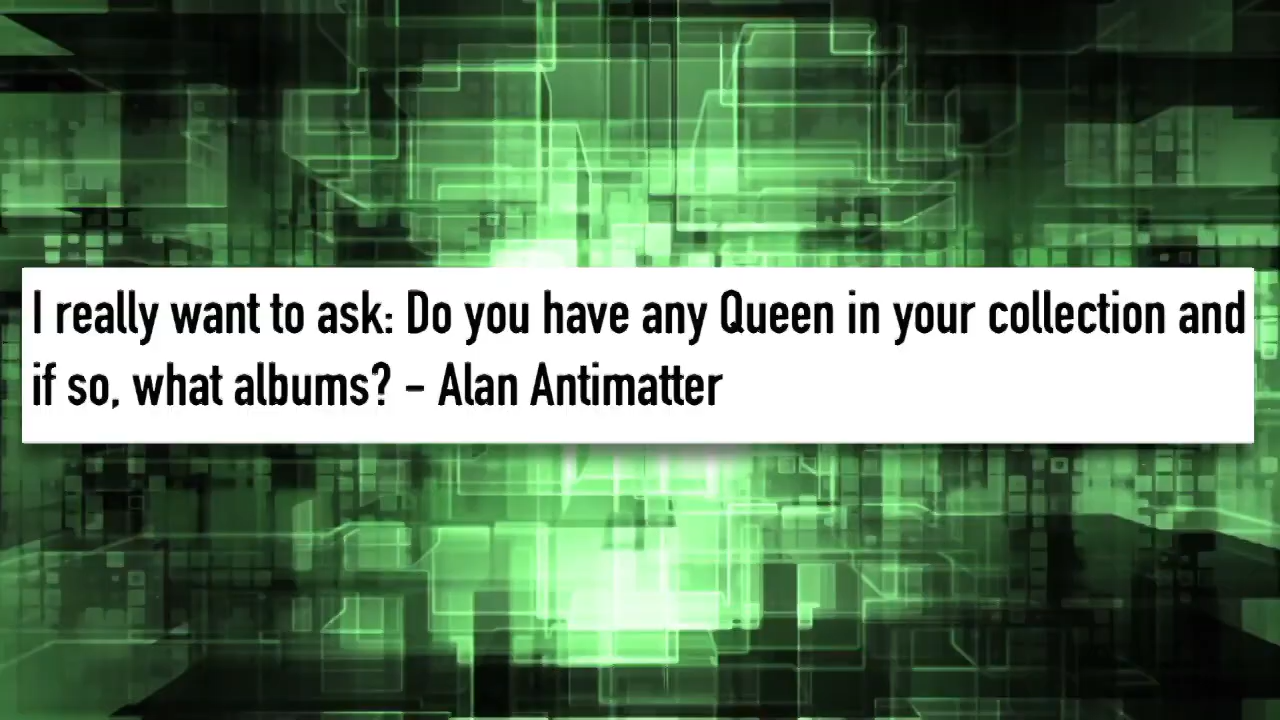 I really want to ask: Do you have any Queen in your collection and
if so, what albums? - Alan Antimatter